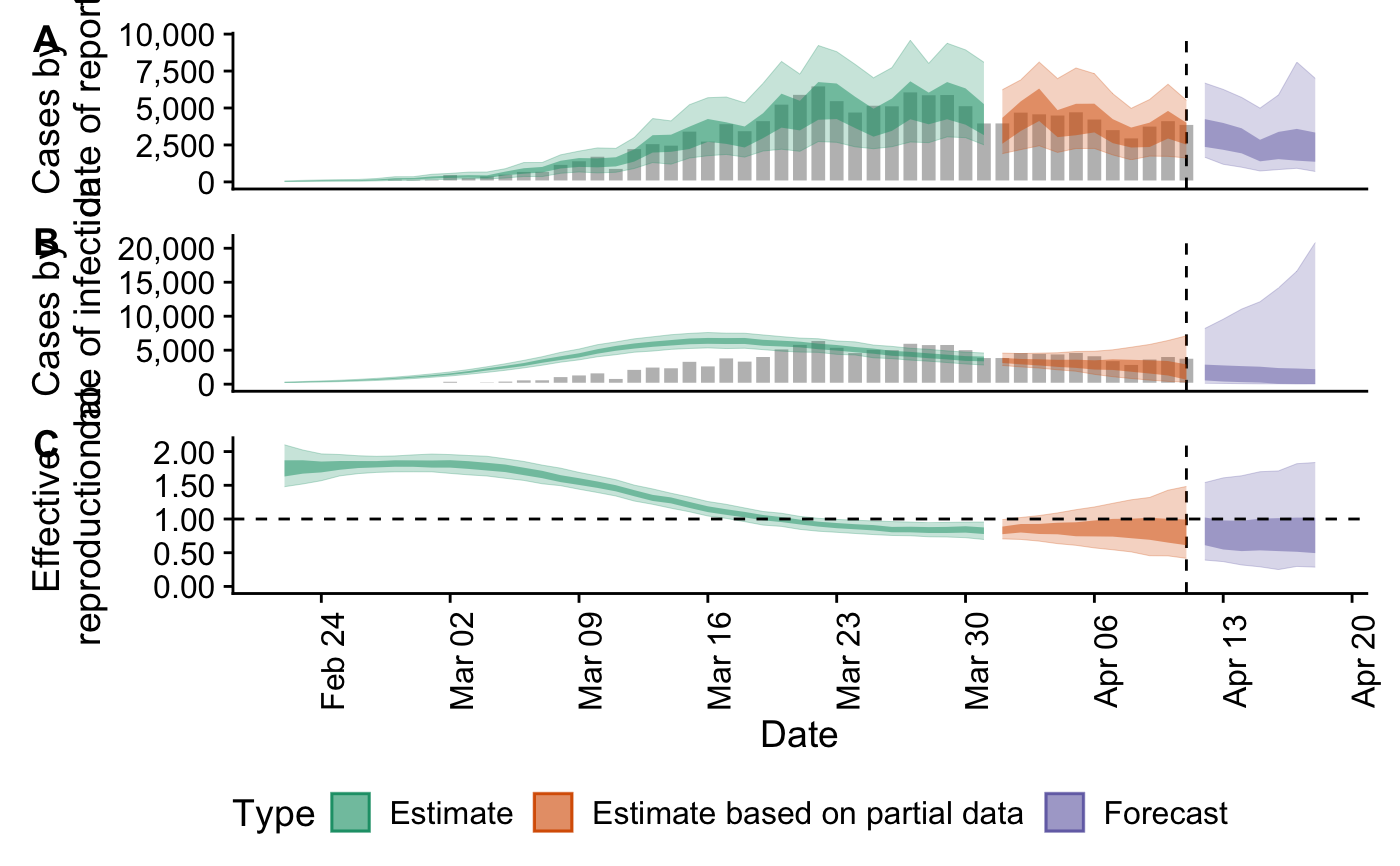 A
Cases by
date of report
10,000
7,500
5,000
2,500
0
B
Cases by
date of infection
20,000
15,000
10,000
5,000
0
C
Effective
reproduction
2.00
1.50
1.00
0.50
0.00
Feb 24
Mar 02
Mar 09
Mar 16
Mar 23
Mar 30
Apr 06
Apr 13
Apr 20
Date
Type
Estimate
Estimate based on partial data
Forecast